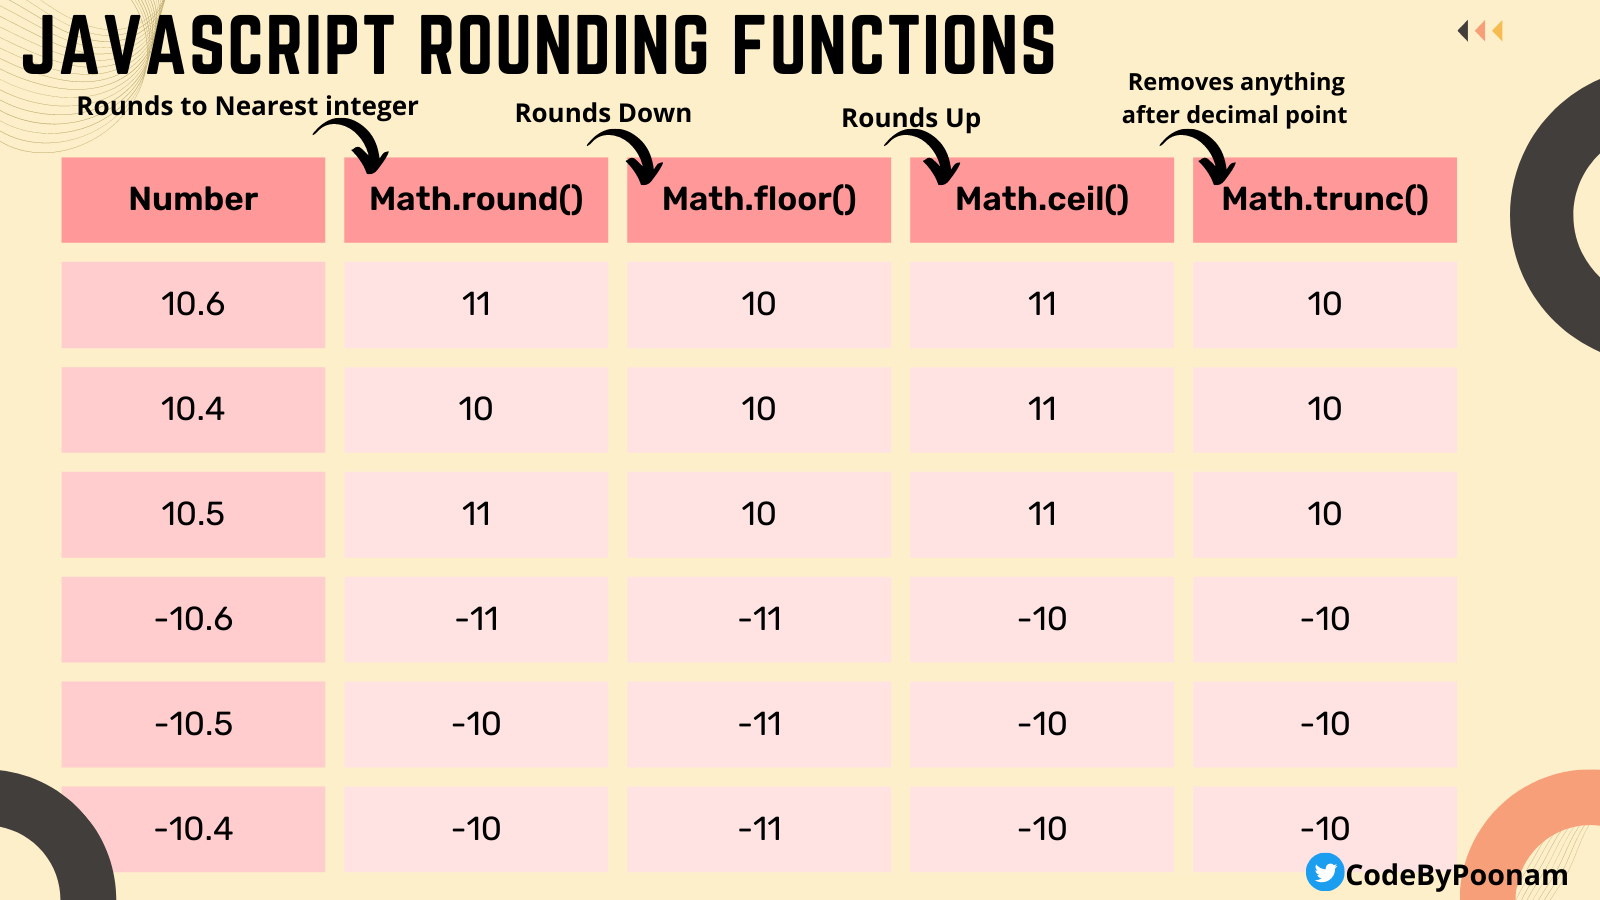 JAVASCRIPT ROUNDING FUNCTIONS
Rounds to Nearest integer
Rounds Down
Rounds Up
Removes anything
after decimal point
Number Math.round() Math.floor() Math.ceil() Math.trunc()
10.6 11 10 11 10
10.4 10 10 11 10
10.5 11 10 11 10
-10.6 -11 -11 -10 -10
-10.5 -10 -11 -10 -10
-10.4 -10 -11 -10 -10
CodeByPoonam